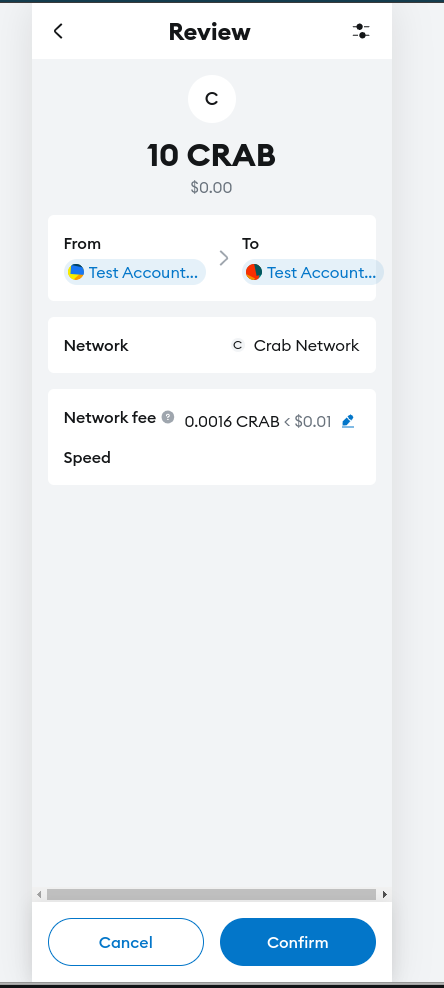 Review
C
10 CRAB
$0.00
From
To
Test Account...
Test Account...
Network
C Crab Network
Network fee ? 0.0016 CRAB < $0.01
Speed
Cancel
Confirm